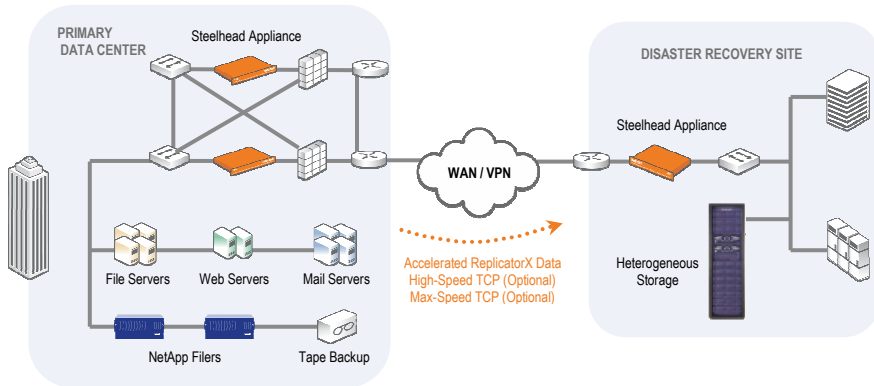 PRIMARY
DATA CENTER
Steelhead Appliance
DISASTER RECOVERY SITE
Steelhead Appliance
WAN / VPN
File Servers
Web Servers
Mail Servers
Accelerated ReplicatorX Data
High-Speed TCP (Optional)
Max-Speed TCP (Optional)
Heterogeneous
Storage
NetApp Filers
Tape Backup